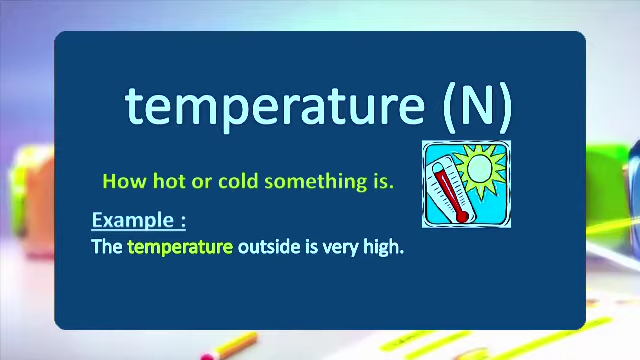 temperature (N)
How hot or cold something is.
Example :
The temperature outside is very high.